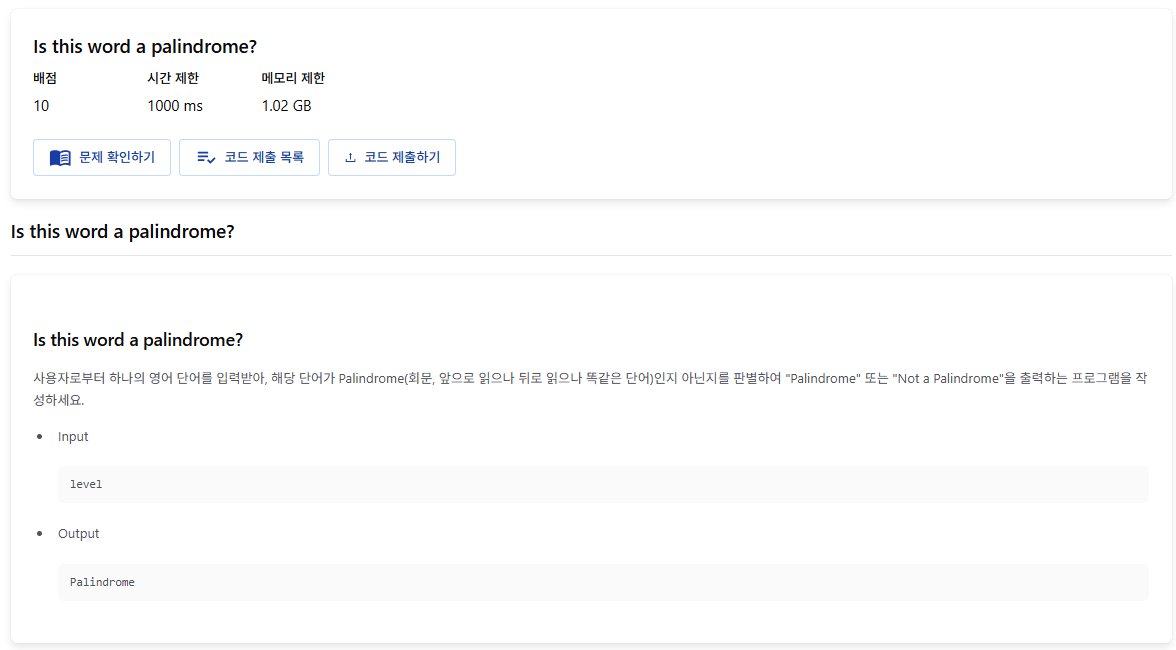 Is this word a palindrome?
배점 시간 제한 메모리 제한
10 1000 ms 1.02 GB
문제 확인하기 코드 제출 목록 코드 제출하기
Is this word a palindrome?
Is this word a palindrome?
사용자로부터 하나의 영어 단어를 입력받아, 해당 단어가 Palindrome(회문, 앞으로 읽으나 뒤로 읽으나 똑같은 단어)인지 아닌지를 판별하여 "Palindrome" 또는 "Not a Palindrome"을 출력하는 프로그램을 작
성하세요.
Input
level
Output
Palindrome